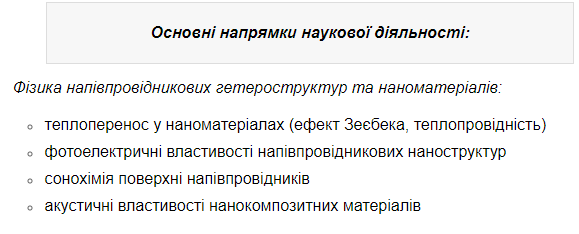 Основні напрямки наукової діяльності:
Фізика напівпровідникових гетероструктур та наноматеріалів:
теплоперенос у наноматеріалах (ефект Зеєбека, теплопровідність)
фотоелектричні властивості напівпровідникових наноструктур
сонохімія поверхні напівпровідників
акустичні властивості нанокомпозитних матеріалів